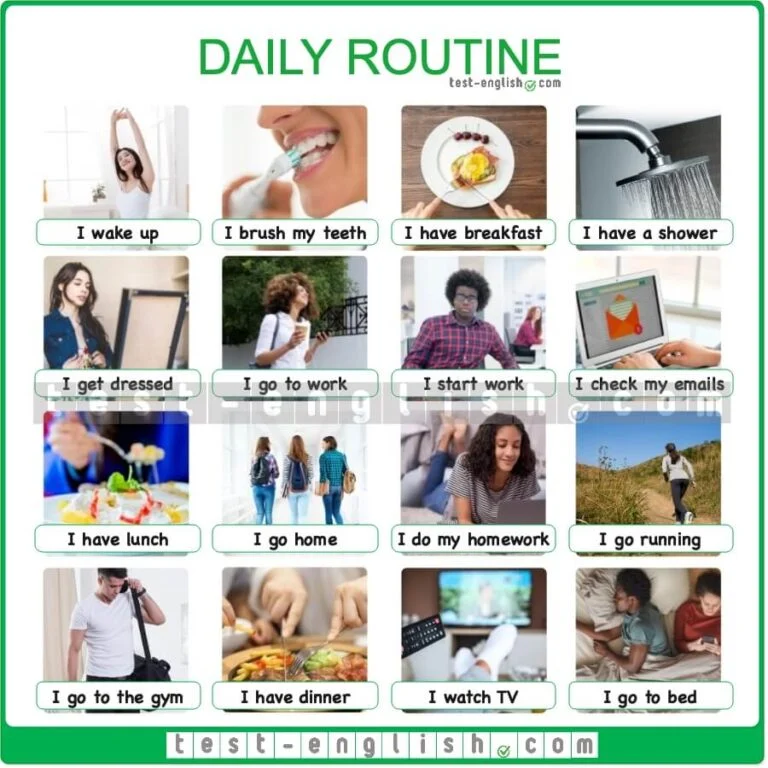 DAILY ROUTINE
test-english.com
I wake up
I brush my teeth
I have breakfast
I have a shower
I get dressed
I go to work
I start work
I check my emails
test-english.com
I have lunch
I go home
I do my homework
I go running
I go to the gym
I have dinner
I watch TV
I go to bed
test-english.com